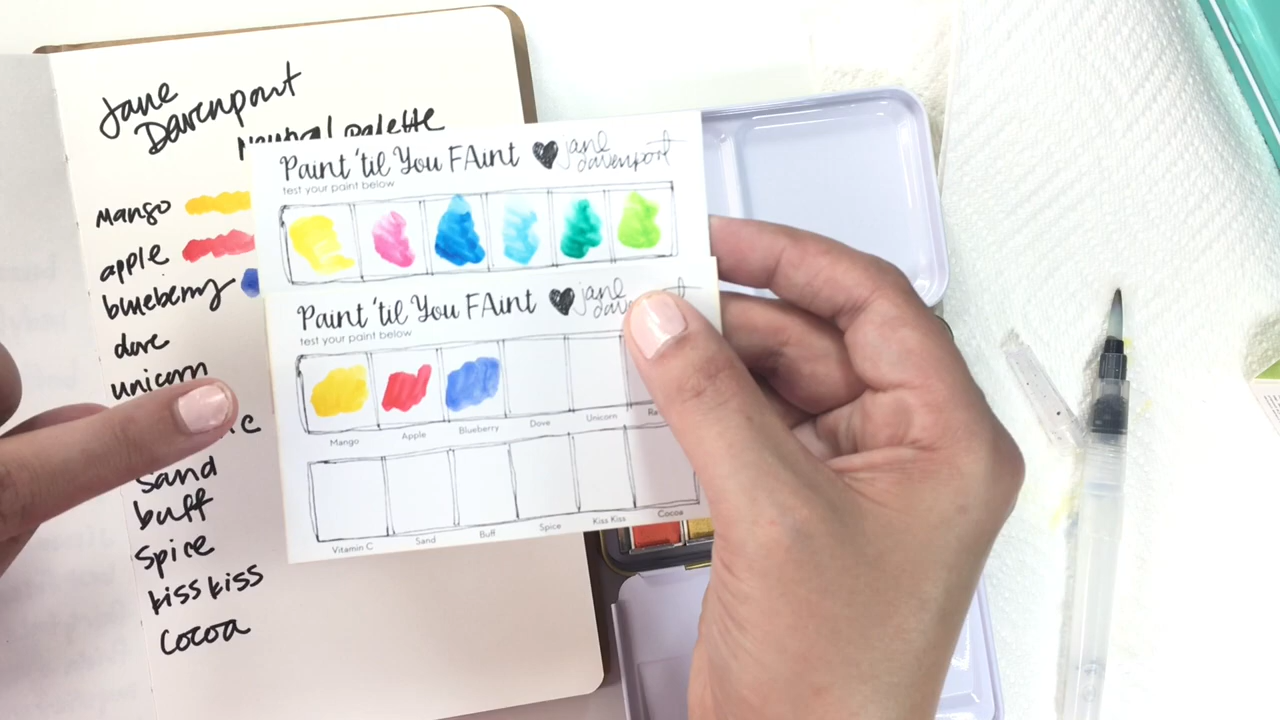 Jane
Davenport
Neutral palette
Mango
apple
blueberry
dove
unicorn
Sand
buff
Spice
kiss kiss
cocoa
Paint 'til You FAint jane davenport
test your paint below
Paint 'til You FAint jane
test your paint below
Mango Apple Blueberry Dove Unicorn
Vitamin C Sand Buff Spice Kiss Kiss Cocoa